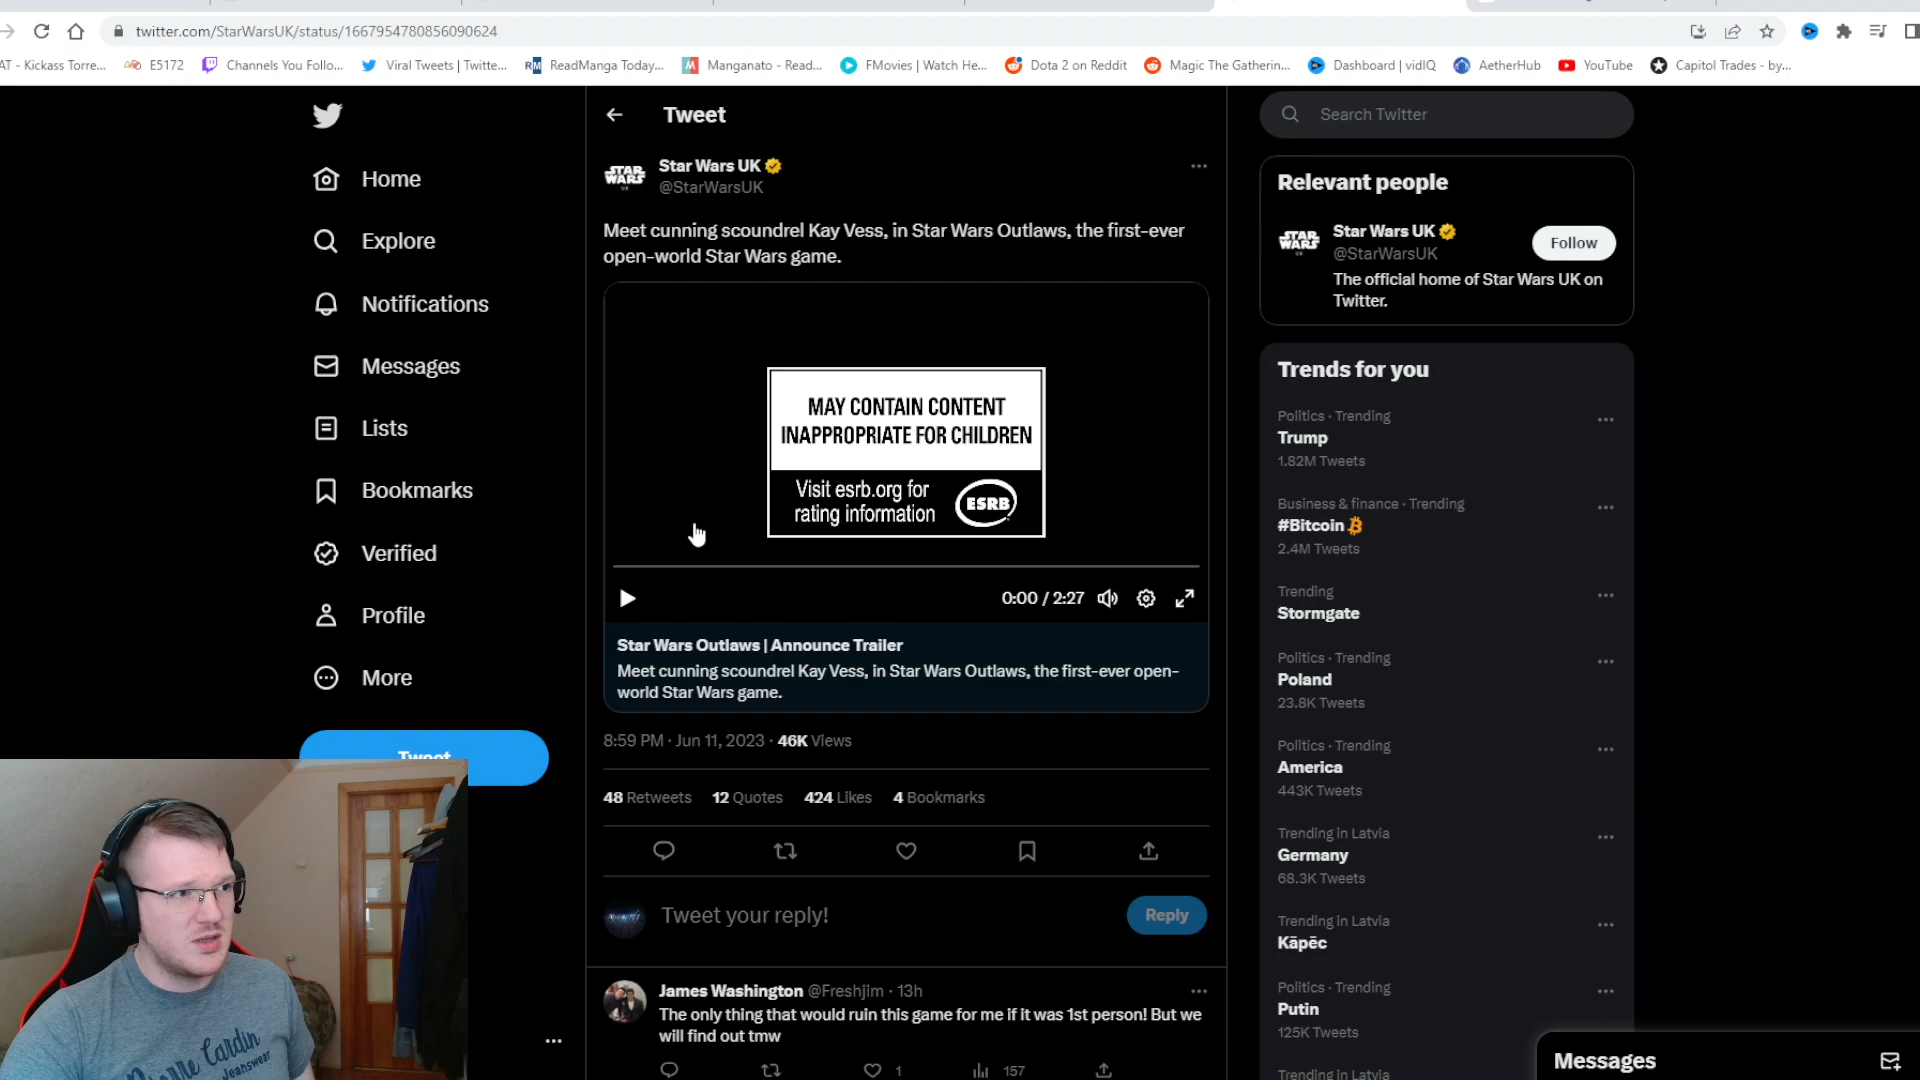 twitter.com/StarWarsUK/status/1667954780856090624
AT - Kickass Torre...
E5172
Channels You Follo...
Viral Tweets | Twitte...
RM ReadManga Today...
M Manganato - Read...
FMovies | Watch He...
Dota 2 on Reddit
Magic The Gatherin...
Dashboard | vidIQ
AetherHub
YouTube
Capitol Trades - by...
Home
Explore
Notifications
Messages
Lists
Bookmarks
Verified
Profile
More
Tweet
Tweet
STAR WARS UK
Star Wars UK
@StarWarsUK
Meet cunning scoundrel Kay Vess, in Star Wars Outlaws, the first-ever
open-world Star Wars game.
MAY CONTAIN CONTENT
INAPPROPRIATE FOR CHILDREN
Visit esrb.org for
rating information
ESRB
0:00 / 2:27
Star Wars Outlaws | Announce Trailer
Meet cunning scoundrel Kay Vess, in Star Wars Outlaws, the first-ever open-
world Star Wars game.
8:59 PM · Jun 11, 2023 · 46K Views
48 Retweets 12 Quotes 424 Likes 4 Bookmarks
Tweet your reply!
Reply
James Washington @Freshjim · 13h
The only thing that would ruin this game for me if it was 1st person! But we
will find out tmw
1
157
Search Twitter
Relevant people
STAR WARS
Star Wars UK
@StarWarsUK
Follow
The official home of Star Wars UK on
Twitter.
Trends for you
Politics · Trending
Trump
1.82M Tweets
Business & finance · Trending
#Bitcoin
2.4M Tweets
Trending
Stormgate
Politics · Trending
Poland
23.8K Tweets
Politics · Trending
America
443K Tweets
Trending in Latvia
Germany
68.3K Tweets
Trending in Latvia
Kāpēc
Politics · Trending
Putin
125K Tweets
Trending in Latvia
Messages
Pierre Cardin
Jeanswear